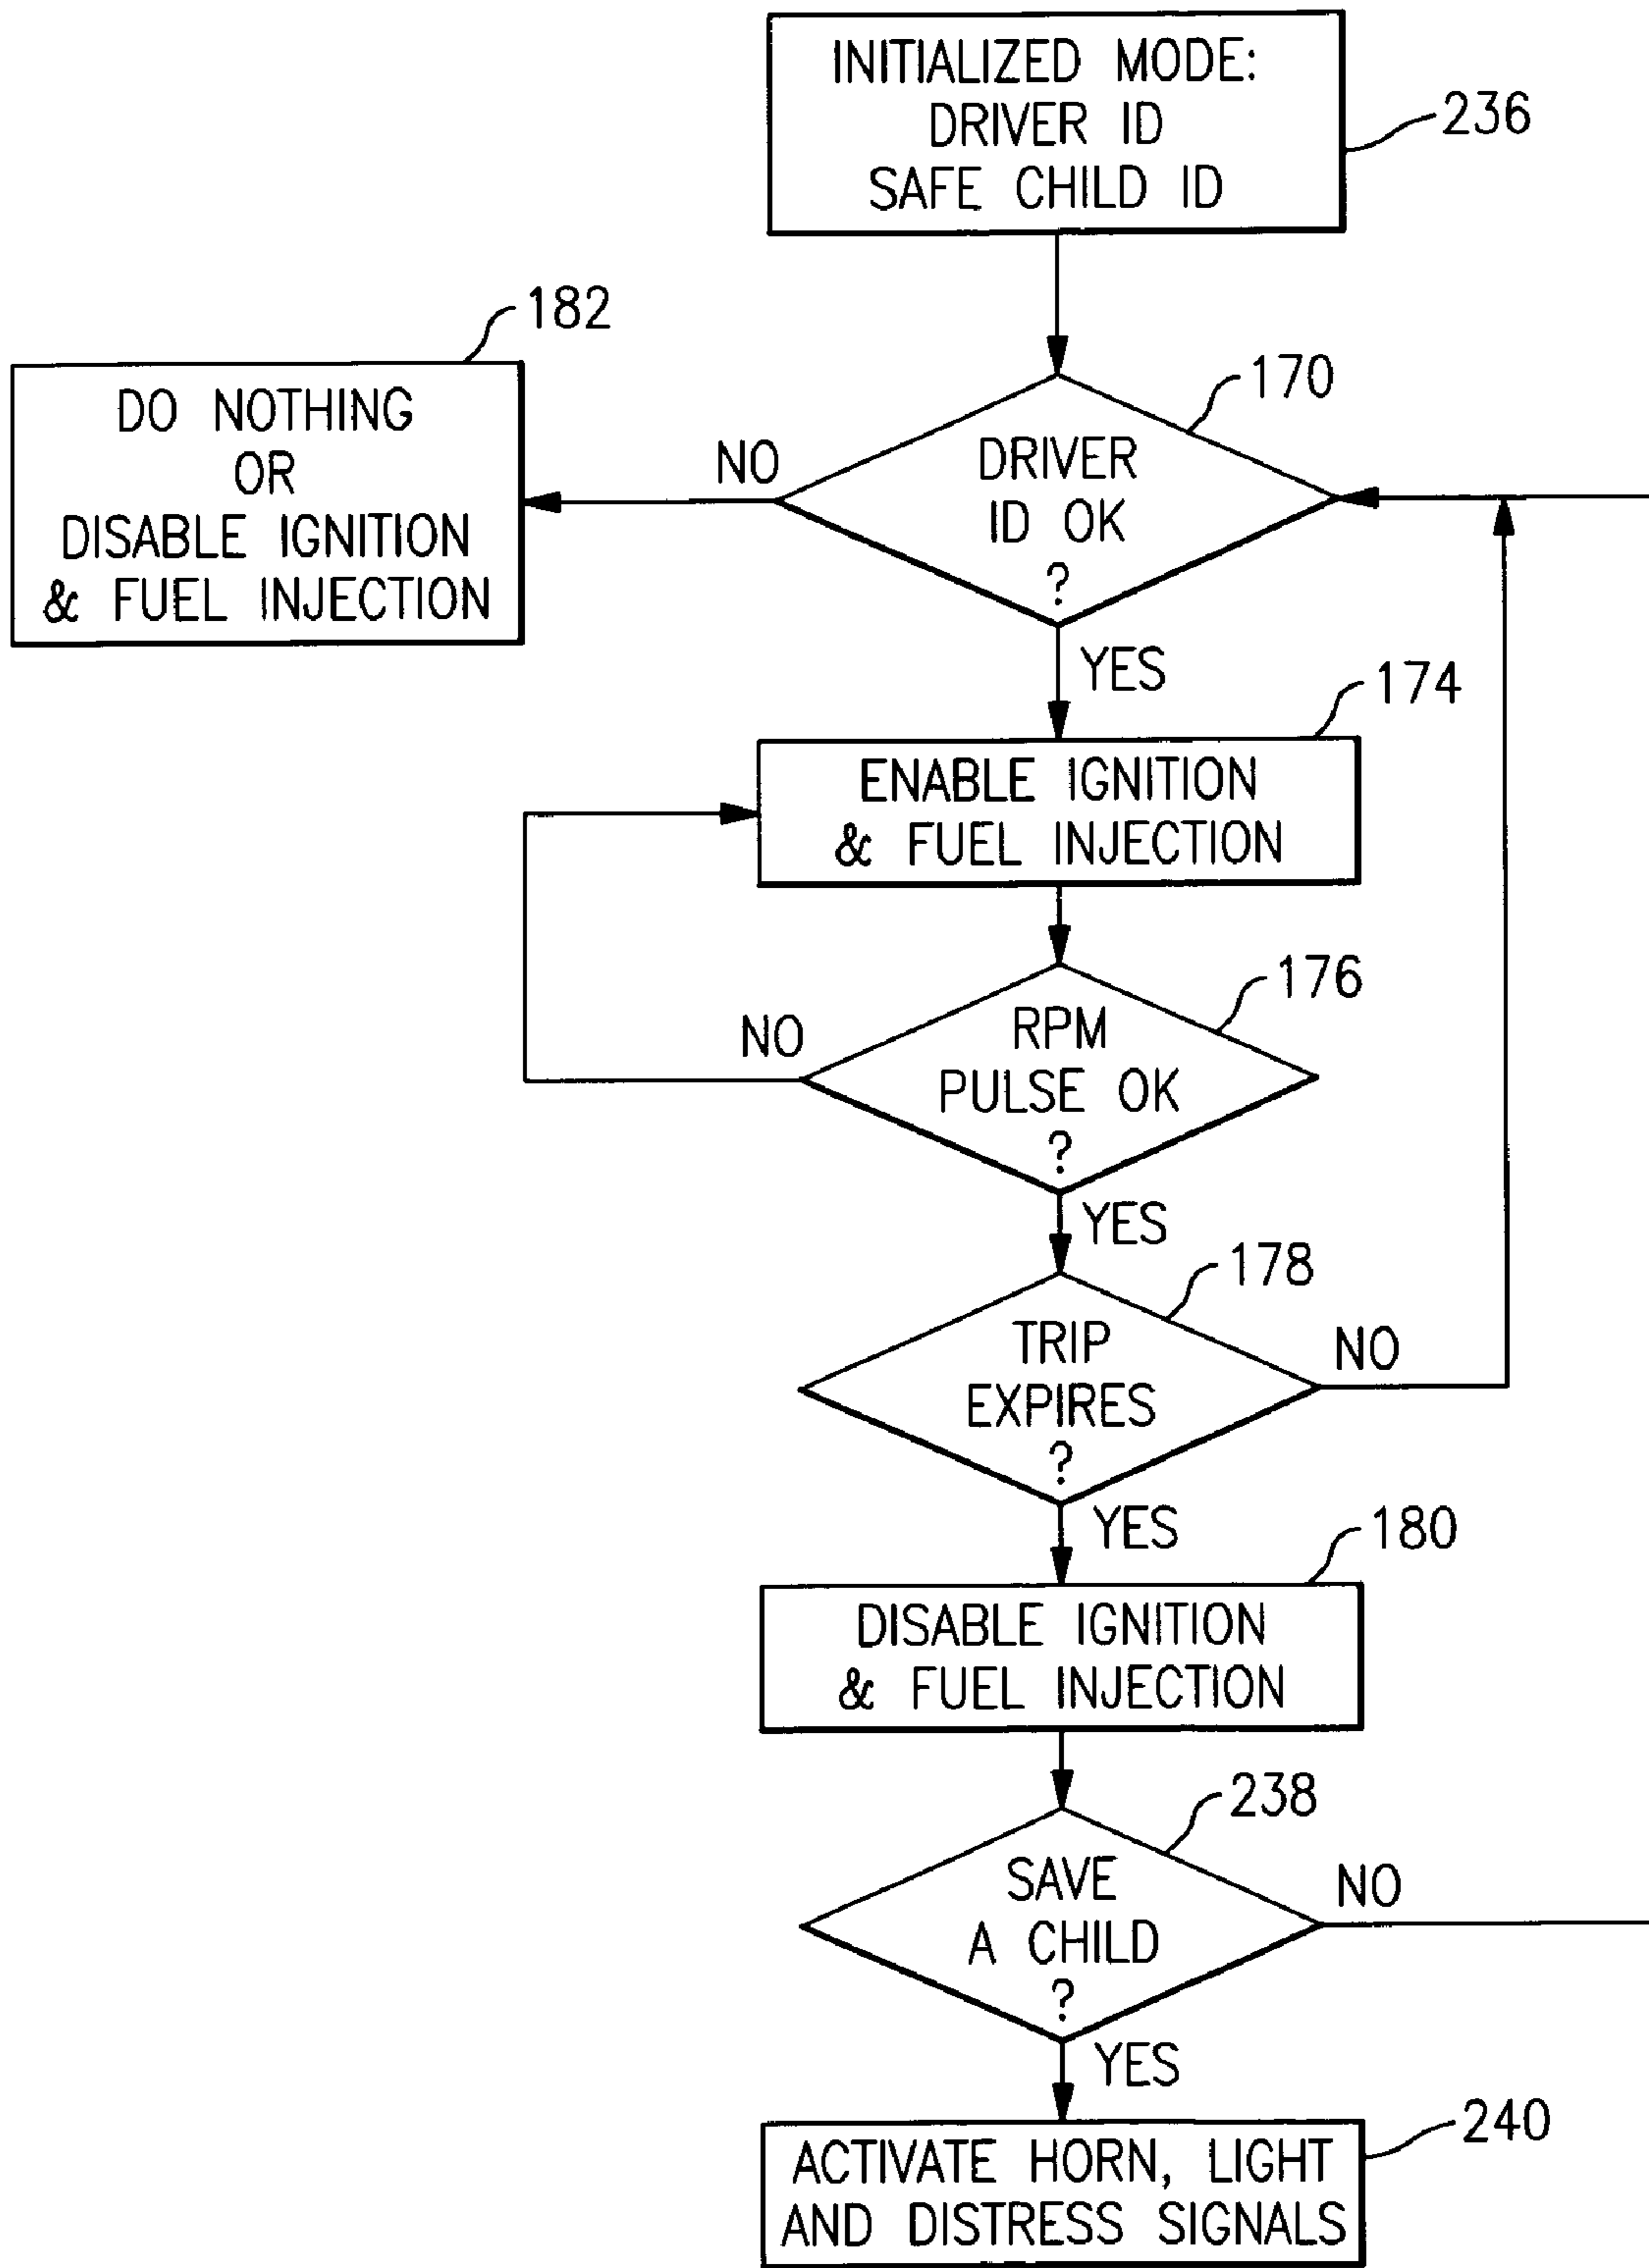 INITIALIZED MODE:
DRIVER ID
SAFE CHILD ID
236
182
DO NOTHING
OR
DISABLE IGNITION
& FUEL INJECTION
170
NO
DRIVER
ID OK
?
YES
174
ENABLE IGNITION
& FUEL INJECTION
176
NO
RPM
PULSE OK
?
YES
178
TRIP
EXPIRES
?
NO
YES
180
DISABLE IGNITION
& FUEL INJECTION
238
SAVE
A CHILD
?
NO
YES
240
ACTIVATE HORN, LIGHT
AND DISTRESS SIGNALS